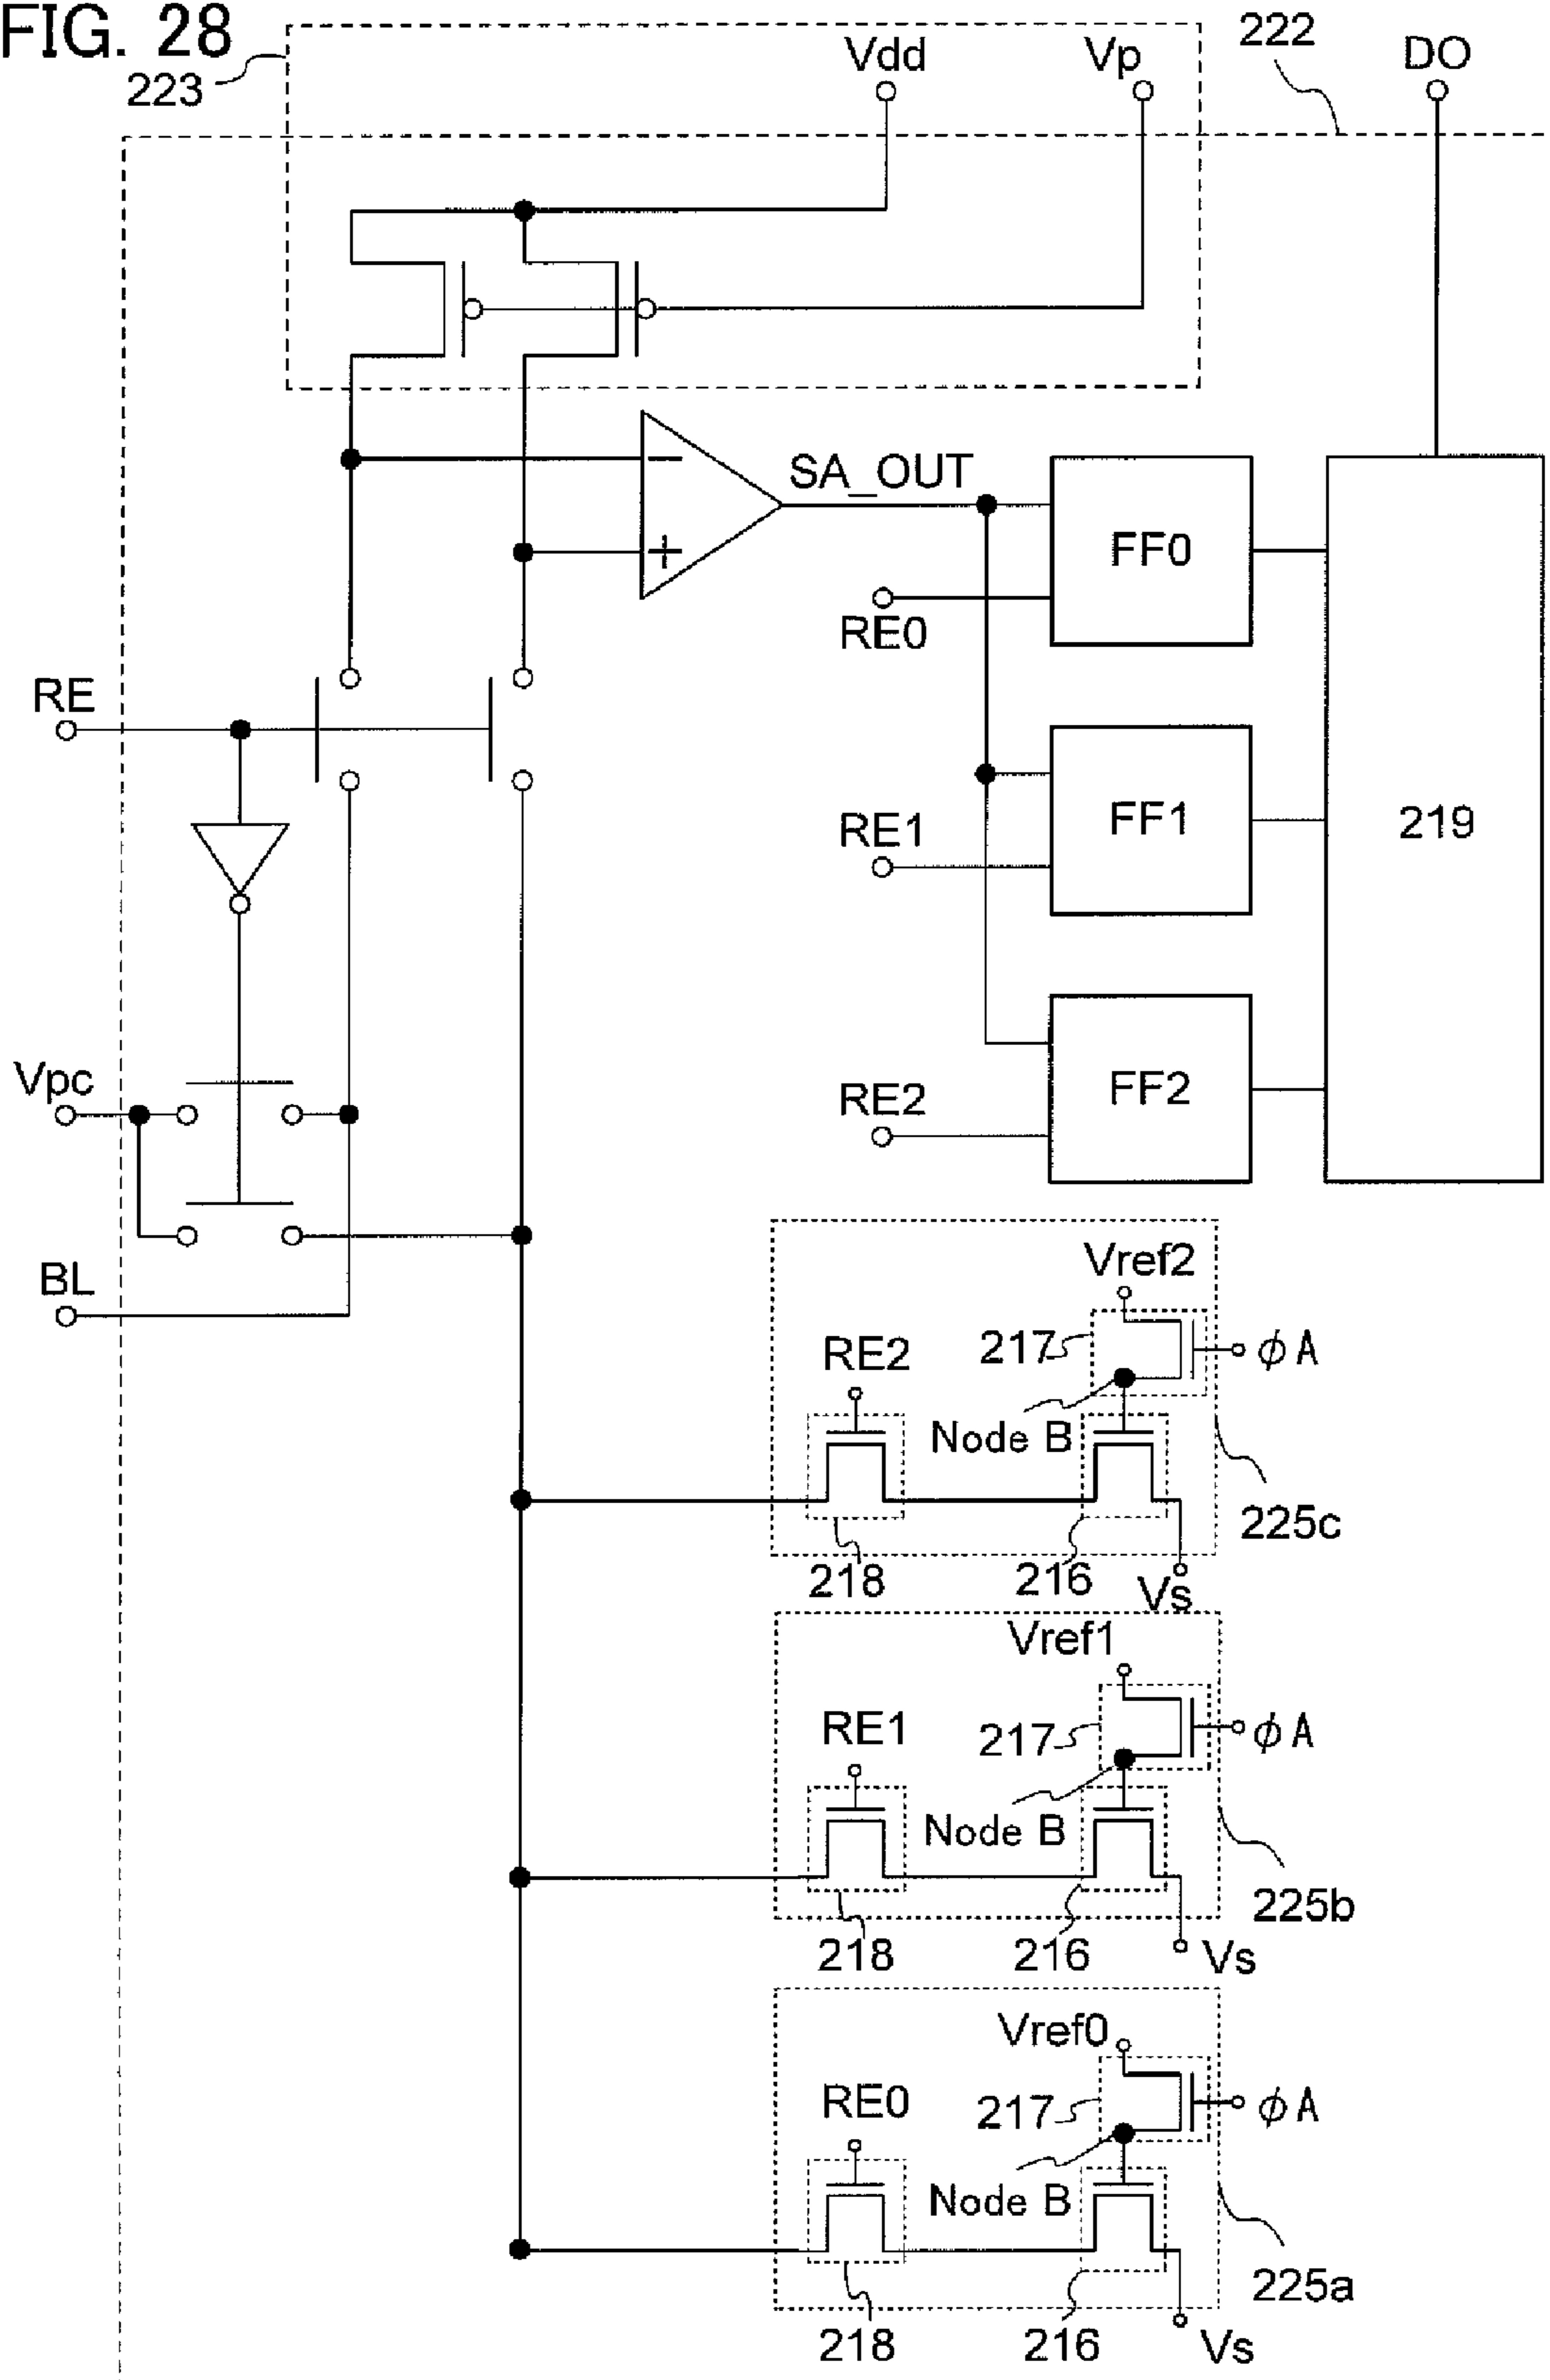 FIG. 28
223
Vdd
Vp
222
DO
SA_OUT
−
+
FF0
RE0
RE
FF1
RE1
219
Vpc
FF2
RE2
BL
Vref2
217
ϕA
RE2
Node B
225c
218
216
Vs
Vref1
217
ϕA
RE1
Node B
225b
218
216
Vs
Vref0
217
ϕA
RE0
Node B
225a
218
216
Vs